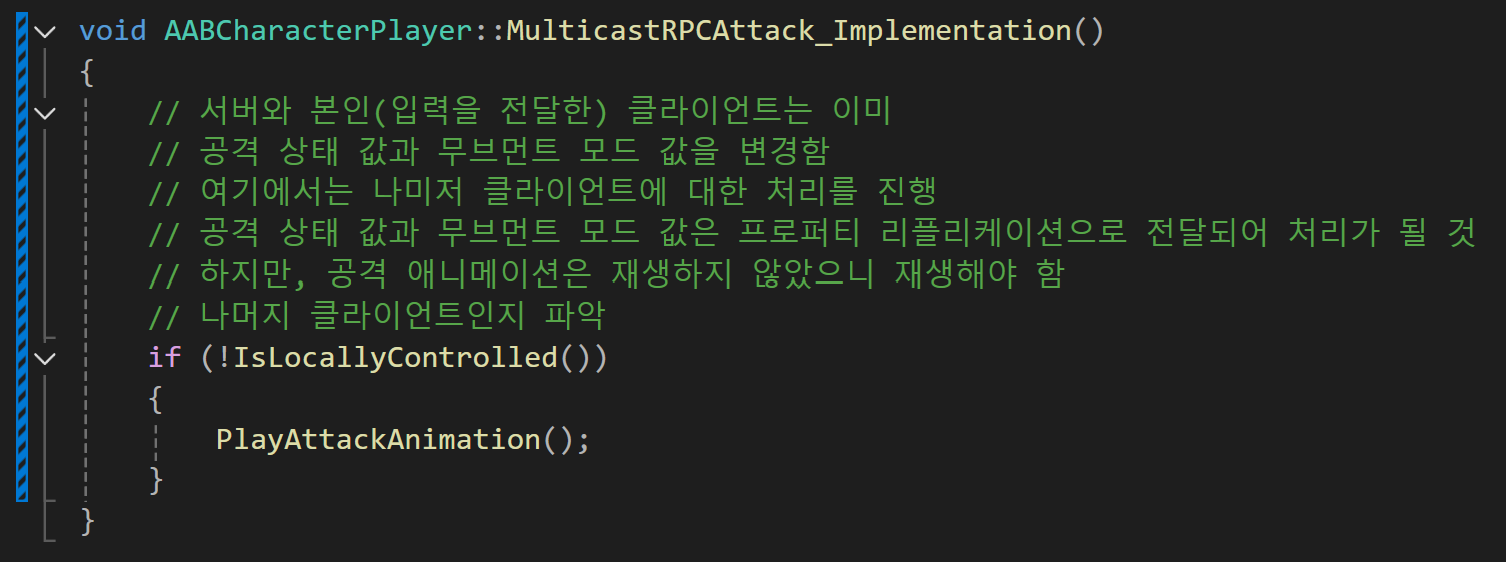 void AABCharacterPlayer::MulticastRPCAttack_Implementation()
{
// 서버와 본인(입력을 전달한) 클라이언트는 이미
// 공격 상태 값과 무브먼트 모드 값을 변경함
// 여기에서는 나미저 클라이언트에 대한 처리를 진행
// 공격 상태 값과 무브먼트 모드 값은 프로퍼티 리플리케이션으로 전달되어 처리가 될 것
// 하지만, 공격 애니메이션은 재생하지 않았으니 재생해야 함
// 나머지 클라이언트인지 파악
if (!IsLocallyControlled())
{
PlayAttackAnimation();
}
}